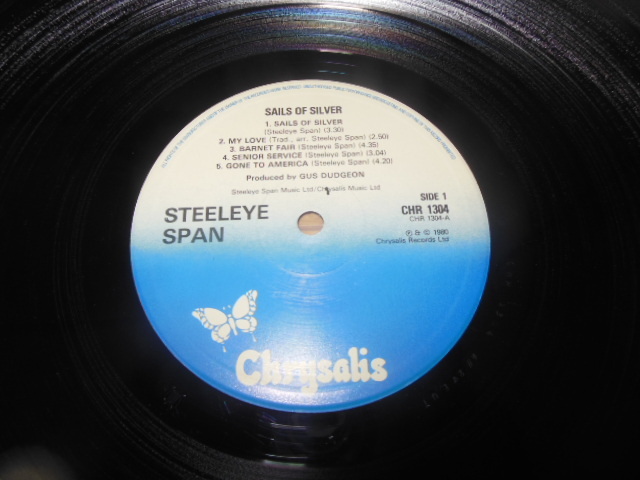 SAILS OF SILVER
1. SAILS OF SILVER
(Steeleye Span) (3.30)
2. MY LOVE (Trad., arr. Steeleye Span) (2.50)
3. BARNET FAIR (Steeleye Span) (4.35)
4. SENIOR SERVICE (Steeleye Span) (3.04)
5. GONE TO AMERICA (Steeleye Span) (4.20)
Produced by GUS DUDGEON
Steeleye Span Music Ltd/Chrysalis Music Ltd
STEELEYE
SPAN
SIDE 1
CHR 1304
CHR 1304-A
℗ & © 1980
Chrysalis Records Ltd
Chrysalis